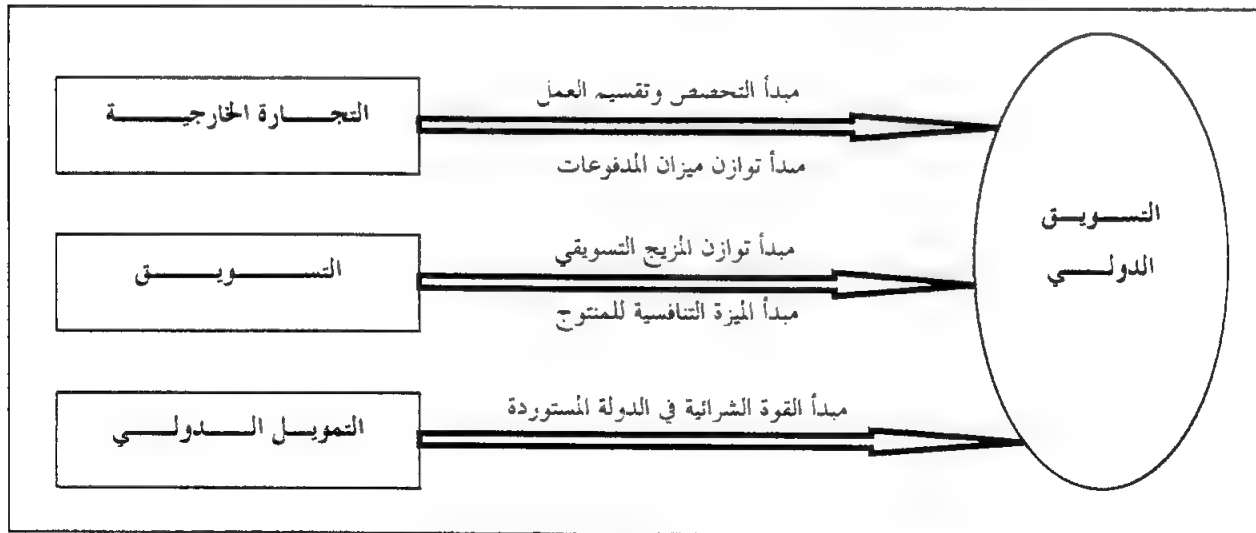 مبدأ التحصص وتقسيم العمل
التجارة الخارجية
مبدأ توازن ميزان المدفوعات
التسويق
الدولي
مبدأ توازن المزيج التسويقي
التسويق
مبدأ الميزة التنافسية للمنتوج
مبدأ القوة الشرائية في الدولة المستوردة
التمويل الدولي